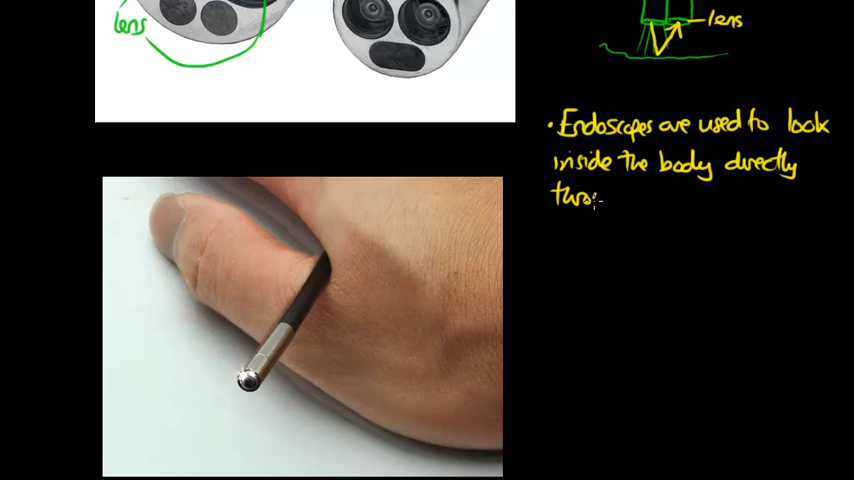 lens
lens
• Endoscopes are used to look
inside the body directly